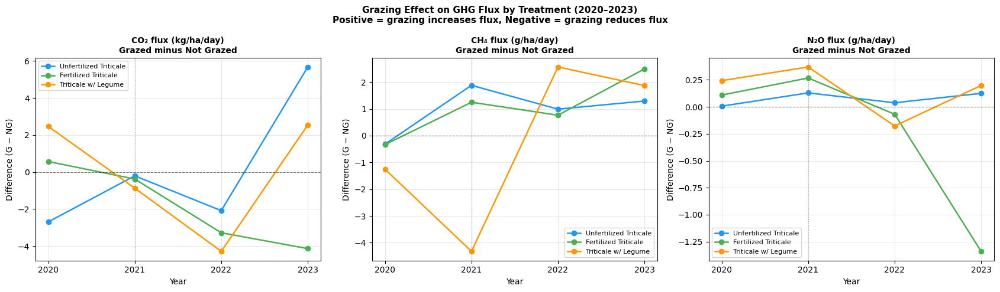 Grazing Effect on GHG Flux by Treatment (2020–2023)
Positive = grazing increases flux, Negative = grazing reduces flux
CO₂ flux (kg/ha/day)
Grazed minus Not Grazed
Difference (G − NG)
6
4
2
0
−2
−4
Unfertilized Triticale
Fertilized Triticale
Triticale w/ Legume
2020
2021
2022
2023
Year
CH₄ flux (g/ha/day)
Grazed minus Not Grazed
Difference (G − NG)
2
1
0
−1
−2
−3
−4
Unfertilized Triticale
Fertilized Triticale
Triticale w/ Legume
2020
2021
2022
2023
Year
N₂O flux (g/ha/day)
Grazed minus Not Grazed
Difference (G − NG)
0.25
0.00
−0.25
−0.50
−0.75
−1.00
−1.25
Unfertilized Triticale
Fertilized Triticale
Triticale w/ Legume
2020
2021
2022
2023
Year